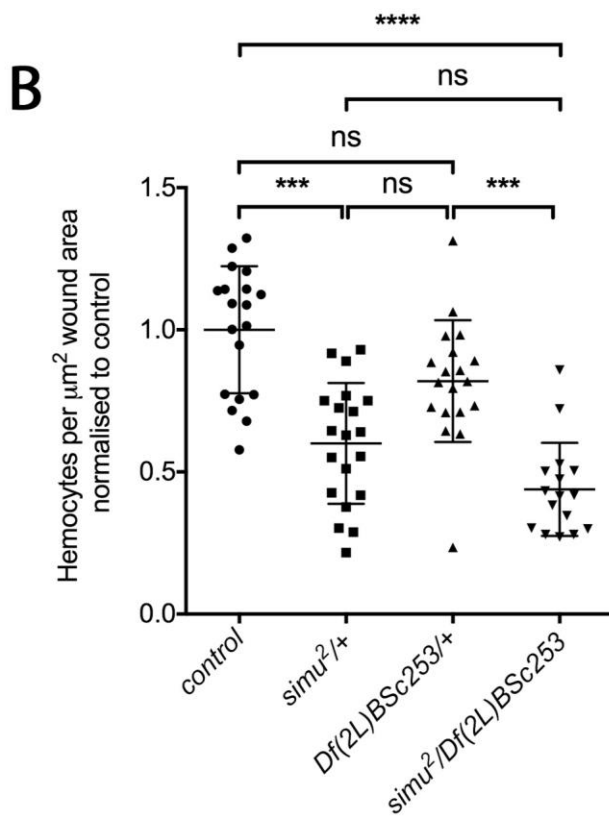 B
****
ns
ns
*** ns ***
Hemocytes per μm² wound area
normalised to control
1.5
1.0
0.5
0.0
control
simu²/+
Df(2L)BSc253/+
simu²/Df(2L)BSc253